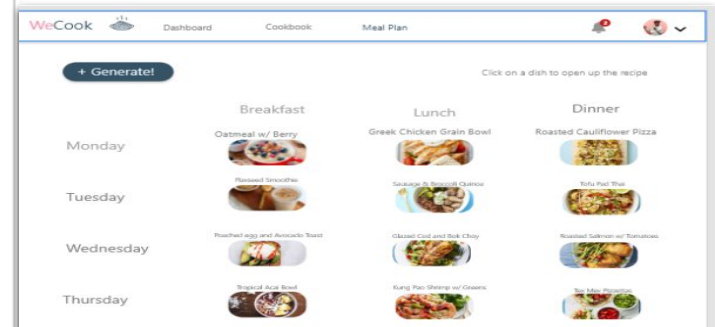 WeCook Dashboard Cookbook Meal Plan
+ Generate! Click on a dish to open up the recipe
Breakfast Lunch Dinner
Monday Oatmeal w/ Berry Greek Chicken Grain Bowl Roasted Cauliflower Pizza
Tuesday Flaxseed Smoothie Sausage & Broccoli Quinoa Tofu Pad Thai
Wednesday Poached egg and Avocado Toast Glazed Cod and Bok Choy Roasted Salmon w/ Tomatoes
Thursday Tropical Acai Bowl Kung Pao Shrimp w/ Greens Tex Mex